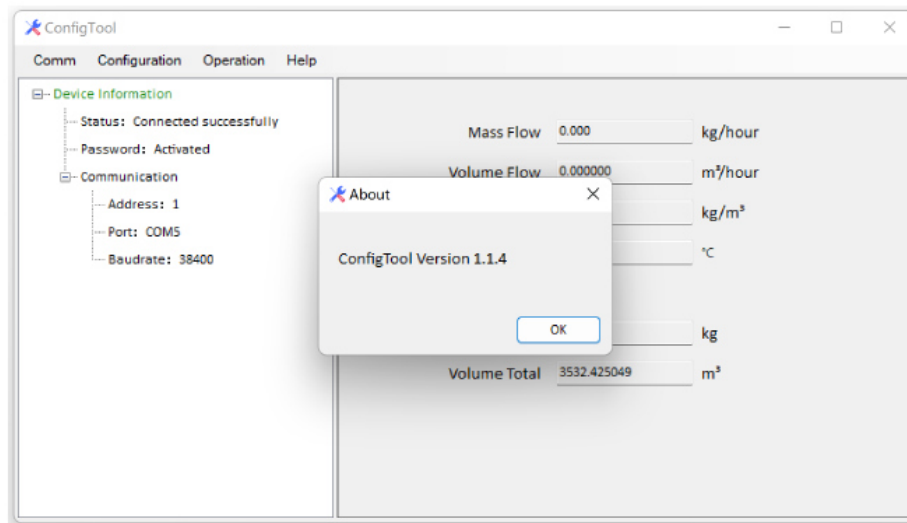 ConfigTool
Comm Configuration Operation Help
Device Information
Status: Connected successfully
Password: Activated
Communication
Address: 1
Port: COM5
Baudrate: 38400
Mass Flow 0.000 kg/hour
Volume Flow 0.000000 m³/hour
kg/m³
°C
kg
Volume Total 3532.425049 m³
About
ConfigTool Version 1.1.4
OK